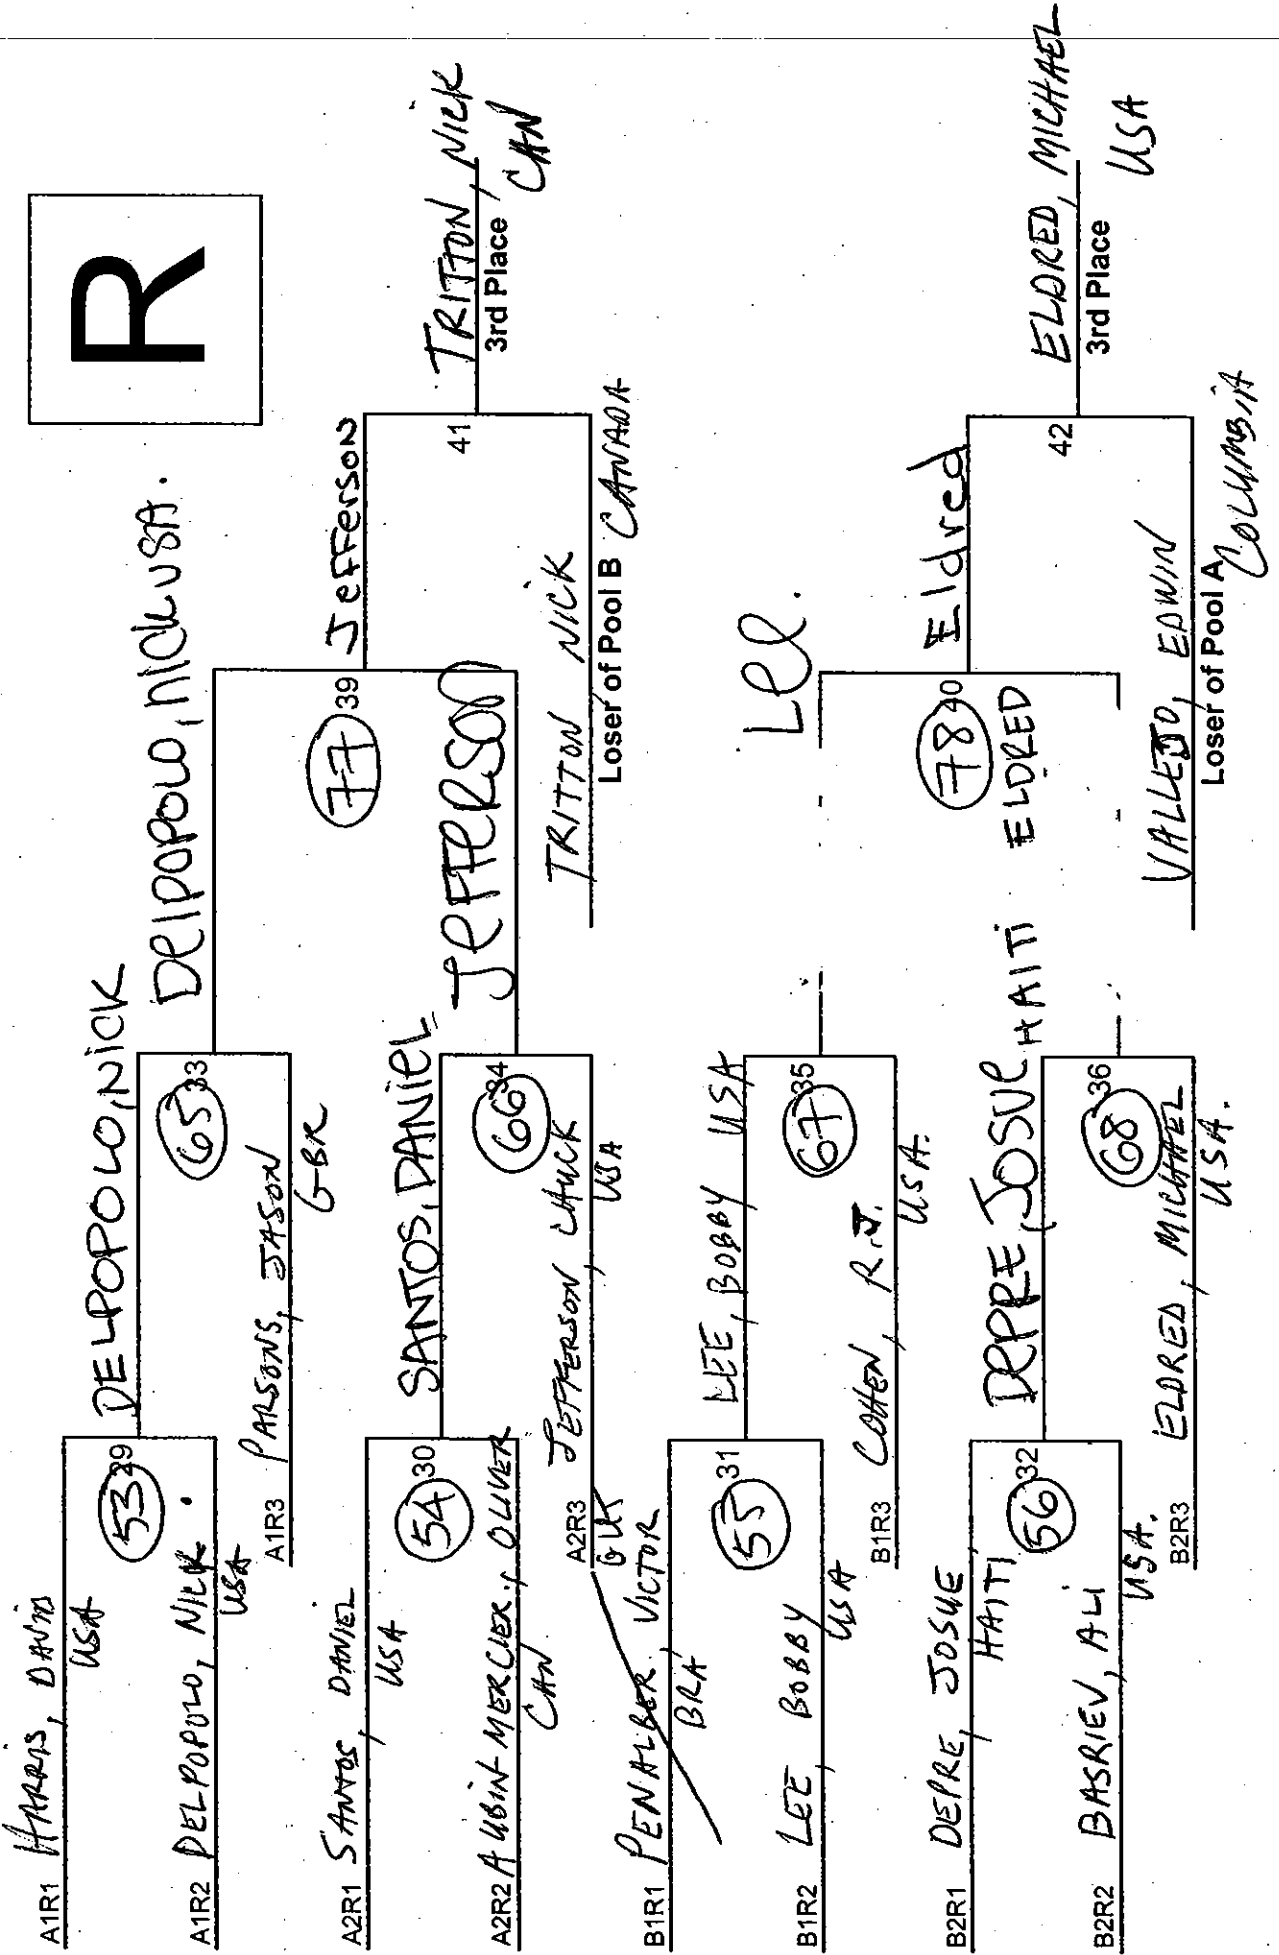 R
A1R1 HARRIS, DAVID
USA
53 29
DELPOPOLO, NICK
A1R2 DELPOPOLO, NICK.
USA
65 33
DELPOPOLO, NICK USA.
A1R3 PARSONS, JASON
GBR
77 39
Jefferson
A2R1 SANTOS, DANIEL
USA
54 30
SANTOS, DANIEL
A2R2 AUBIN-MERCIER, OLIVER
CAN
66 34
JEFFERSON
A2R3 JEFFERSON, CHUCK
USA
41
TRITTON, NICK
3rd Place
CAN
TRITTON NICK
Loser of Pool B CANADA
B1R1 PENALBER, VICTOR
BRA
55 31
LEE, BOBBY USA
B1R2 LEE, BOBBY
USA
67 35
Lee.
B1R3 COHEN, R.J.
USA.
78 40
Eldred
B2R1 DEPRE, JOSUE
HAITI
56 32
DEPPRE, JOSUE HAITI
B2R2 BASRIEV, ALI
USA.
68 36
ELDRED
B2R3 ELDRED, MICHAEL
USA.
42
ELDRED, MICHAEL
3rd Place
USA
VALLEJO, EDWIN
Loser of Pool A
COLUMBIA